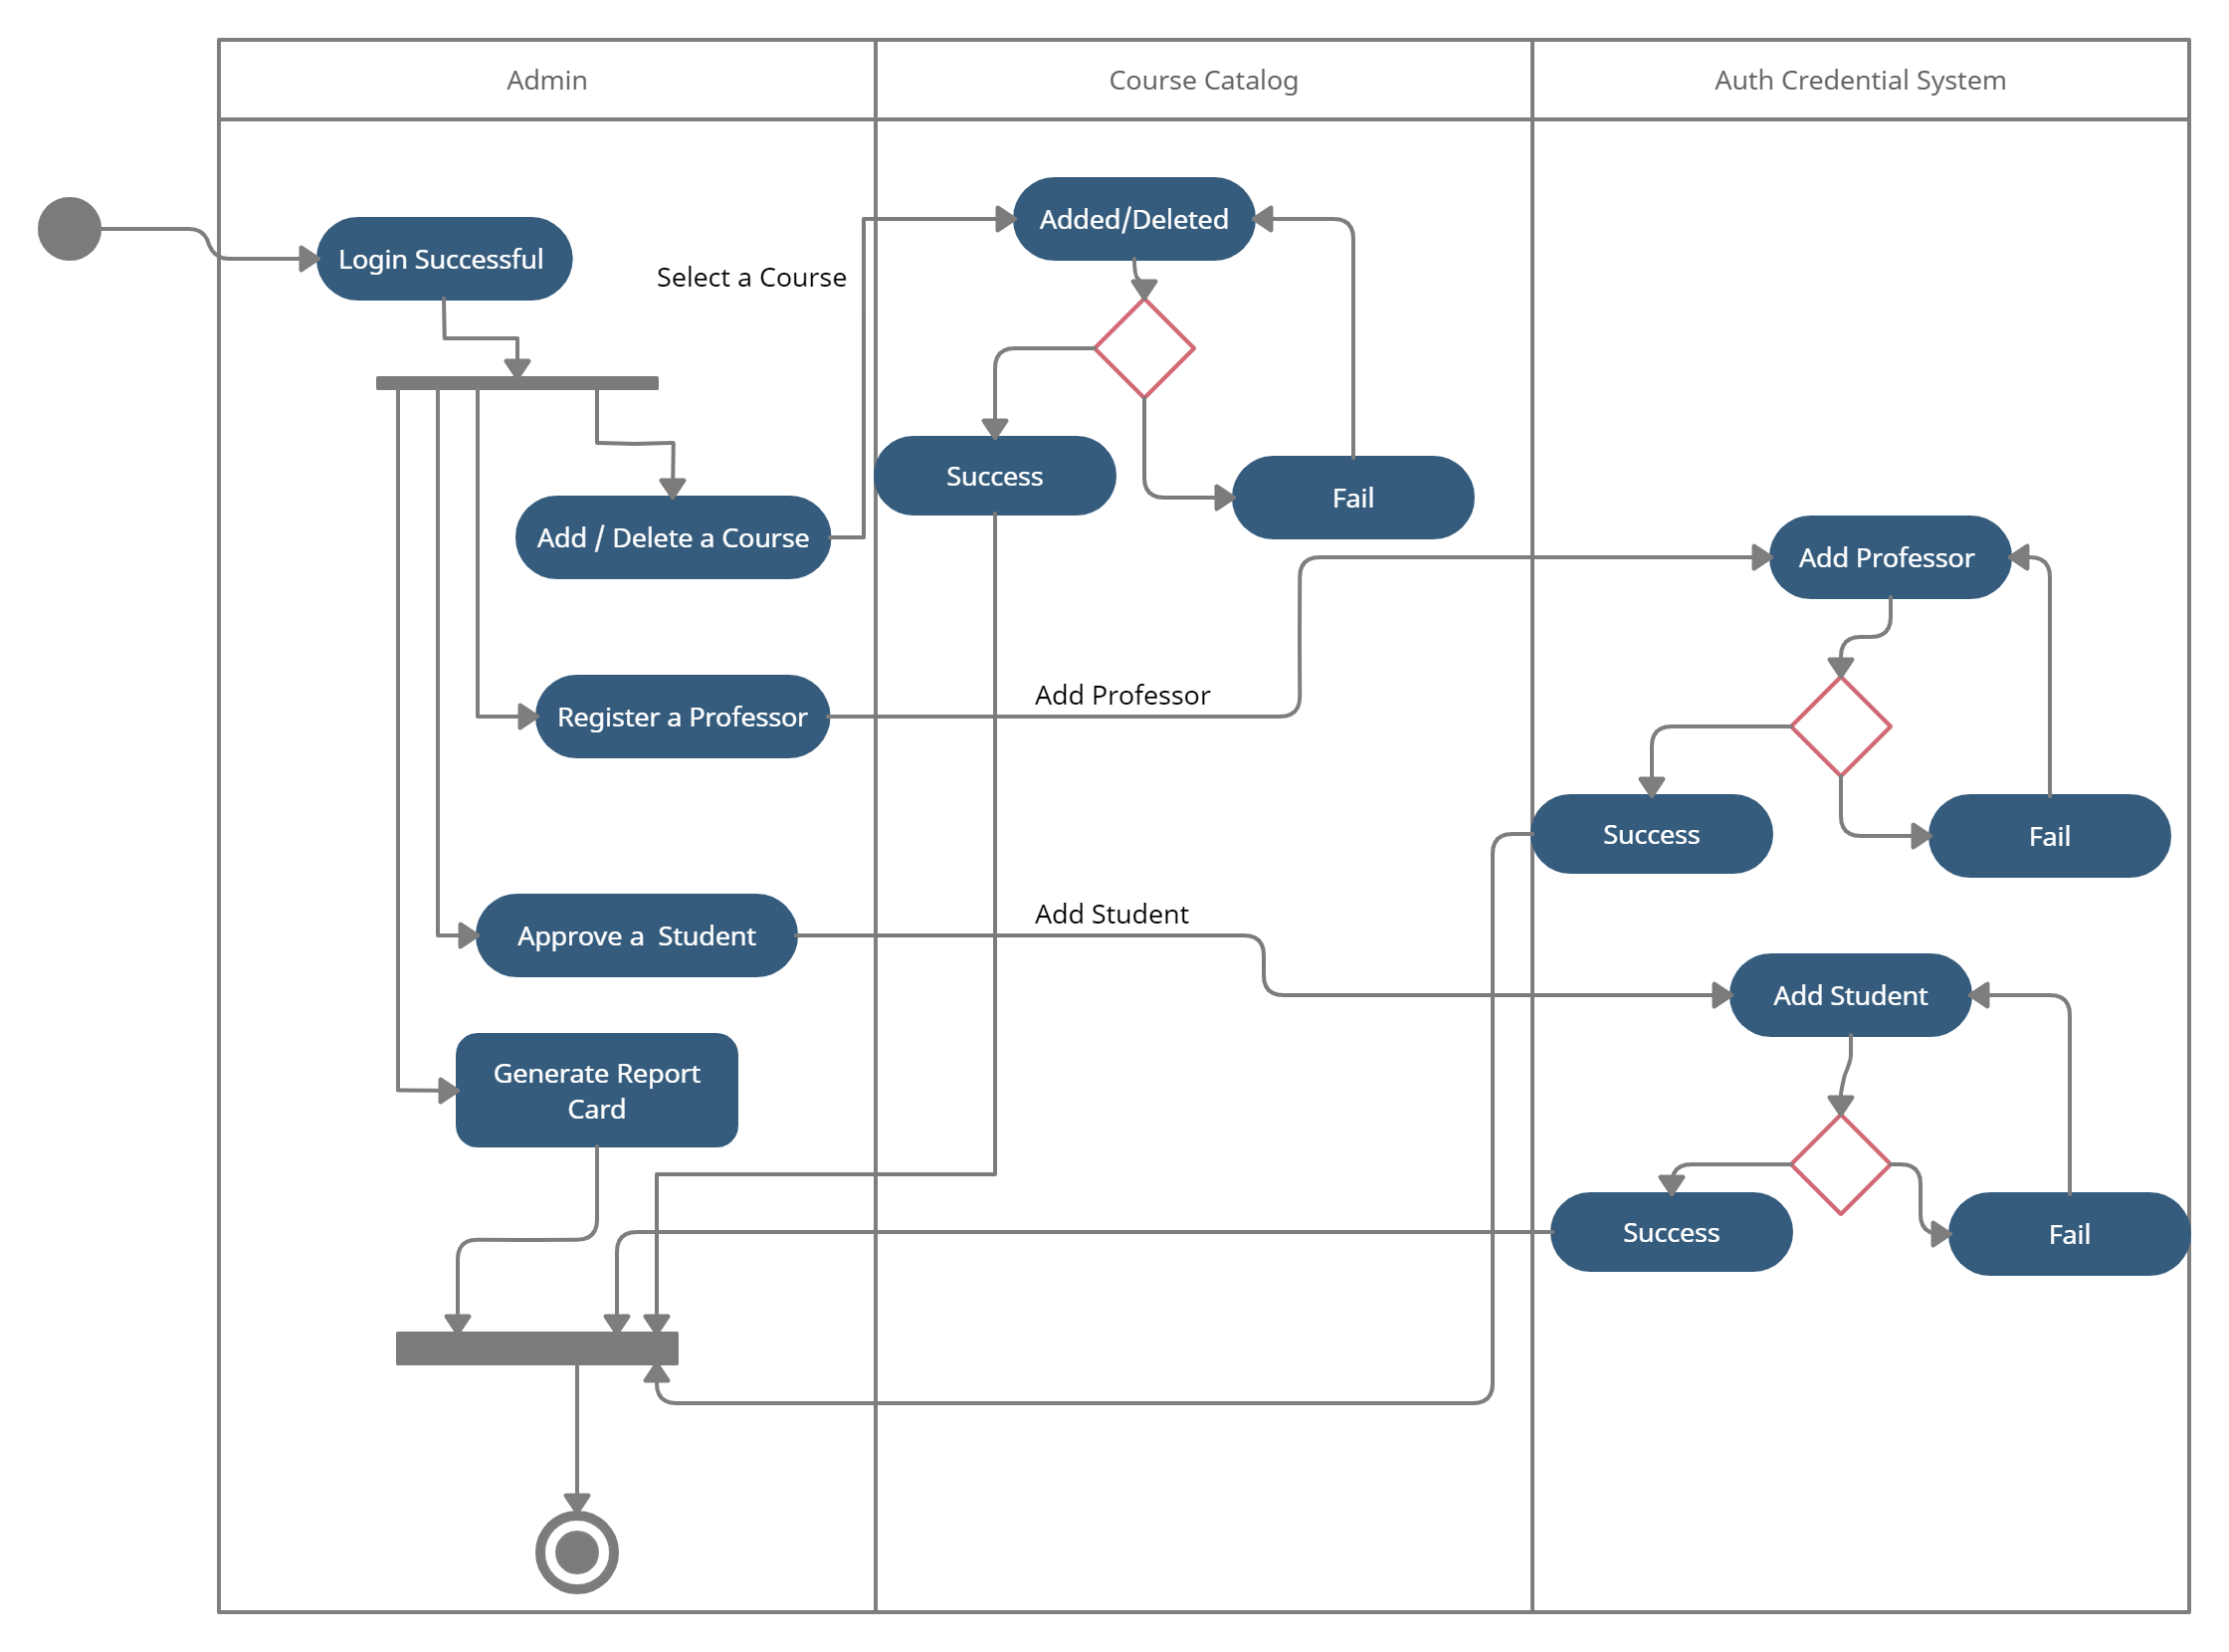 Admin
Course Catalog
Auth Credential System
Added/Deleted
Login Successful
Select a Course
Success
Fail
Add / Delete a Course
Add Professor
Add Professor
Register a Professor
Success
Fail
Add Student
Approve a  Student
Add Student
Generate Report
Card
Success
Fail